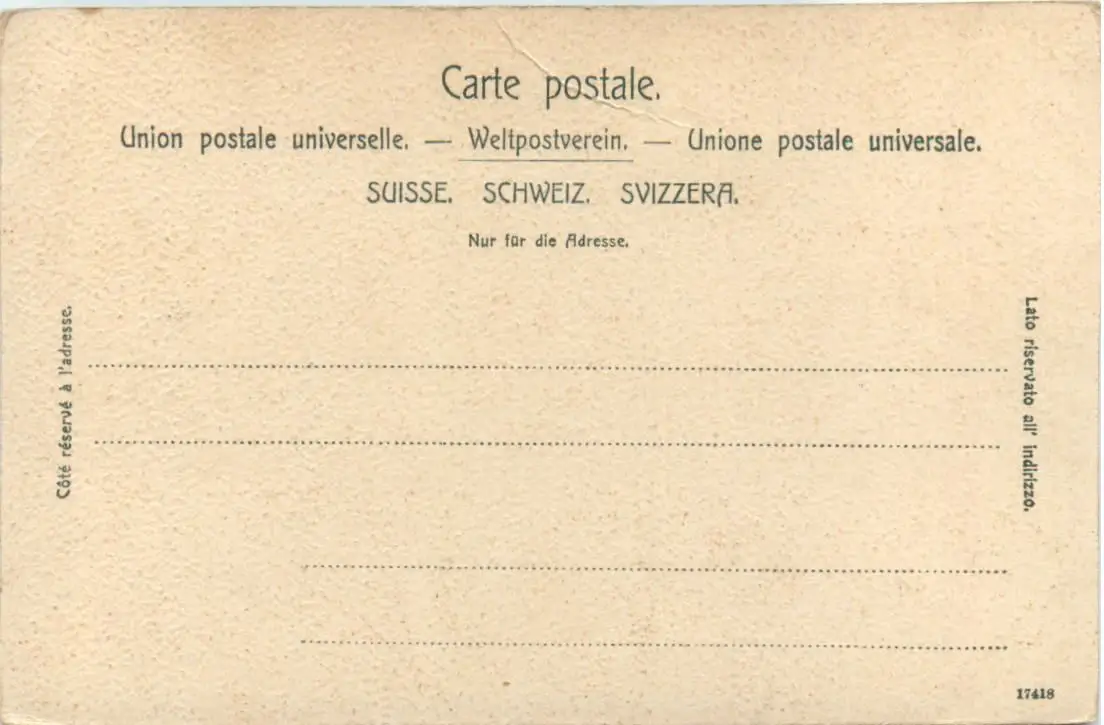 Carte postale.
Union postale universelle. — Weltpostverein. — Unione postale universale.
SUISSE. SCHWEIZ. SVIZZERA.
Nur für die Adresse.
Côté réservé à l'adresse.
Lato riservato all' indirizzo.
17418